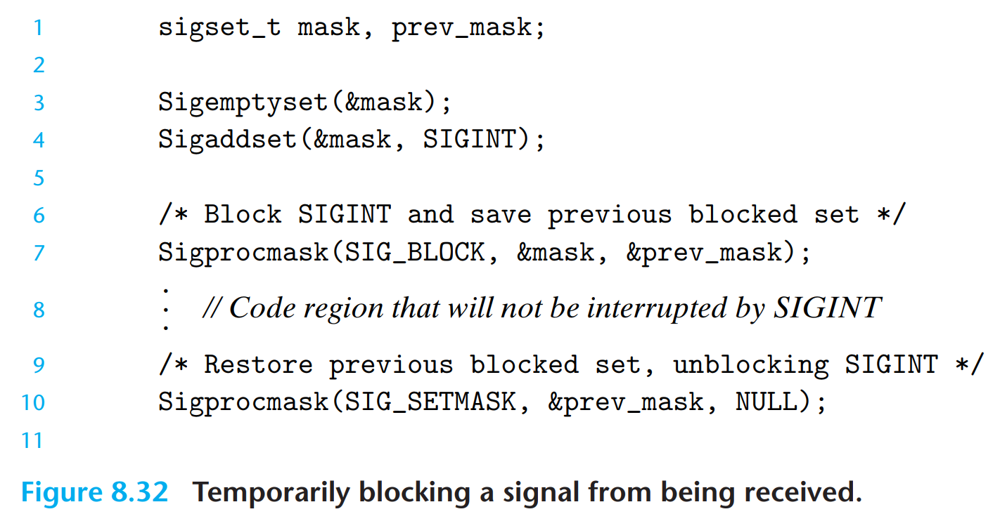 1 sigset_t mask, prev_mask;
2
3 Sigemptyset(&mask);
4 Sigaddset(&mask, SIGINT);
5
6 /* Block SIGINT and save previous blocked set */
7 Sigprocmask(SIG_BLOCK, &mask, &prev_mask);
8 ⋮ // Code region that will not be interrupted by SIGINT
9 /* Restore previous blocked set, unblocking SIGINT */
10 Sigprocmask(SIG_SETMASK, &prev_mask, NULL);
11
Figure 8.32 Temporarily blocking a signal from being received.